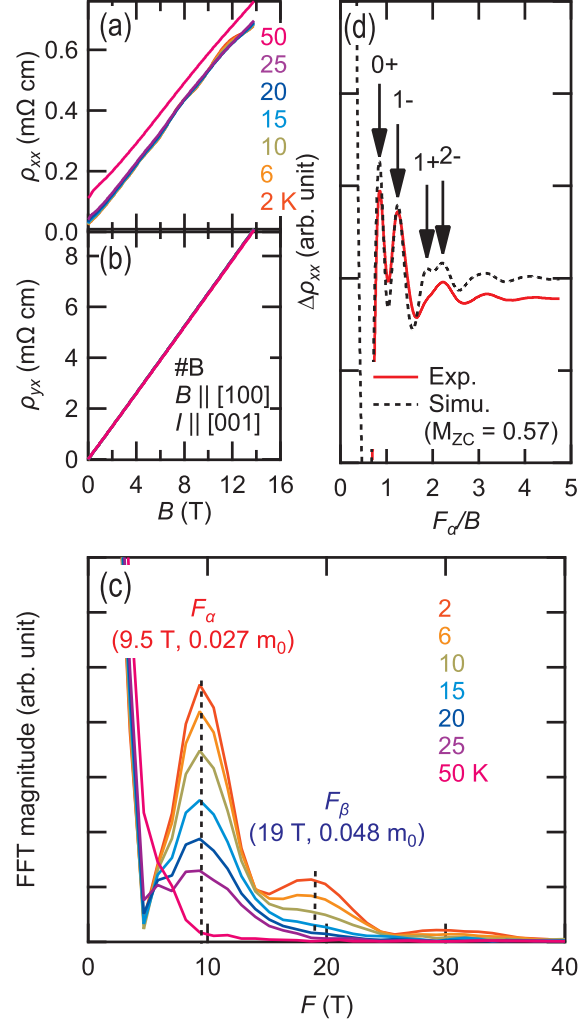 (a)
ρxx (mΩ cm)
0.6
0.4
0.2
0.0
50
25
20
15
10
6
2 K
(b)
ρyx (mΩ cm)
8
6
4
2
0
#B
B || [100]
I || [001]
0 4 8 12 16
B (T)
(d)
Δρxx (arb. unit)
0+
1-
1+
2-
Exp.
Simu.
(MZC = 0.57)
0 1 2 3 4 5
Fα/B
(c)
FFT magnitude (arb. unit)
Fα
(9.5 T, 0.027 m0)
Fβ
(19 T, 0.048 m0)
2
6
10
15
20
25
50 K
0 10 20 30 40
F (T)